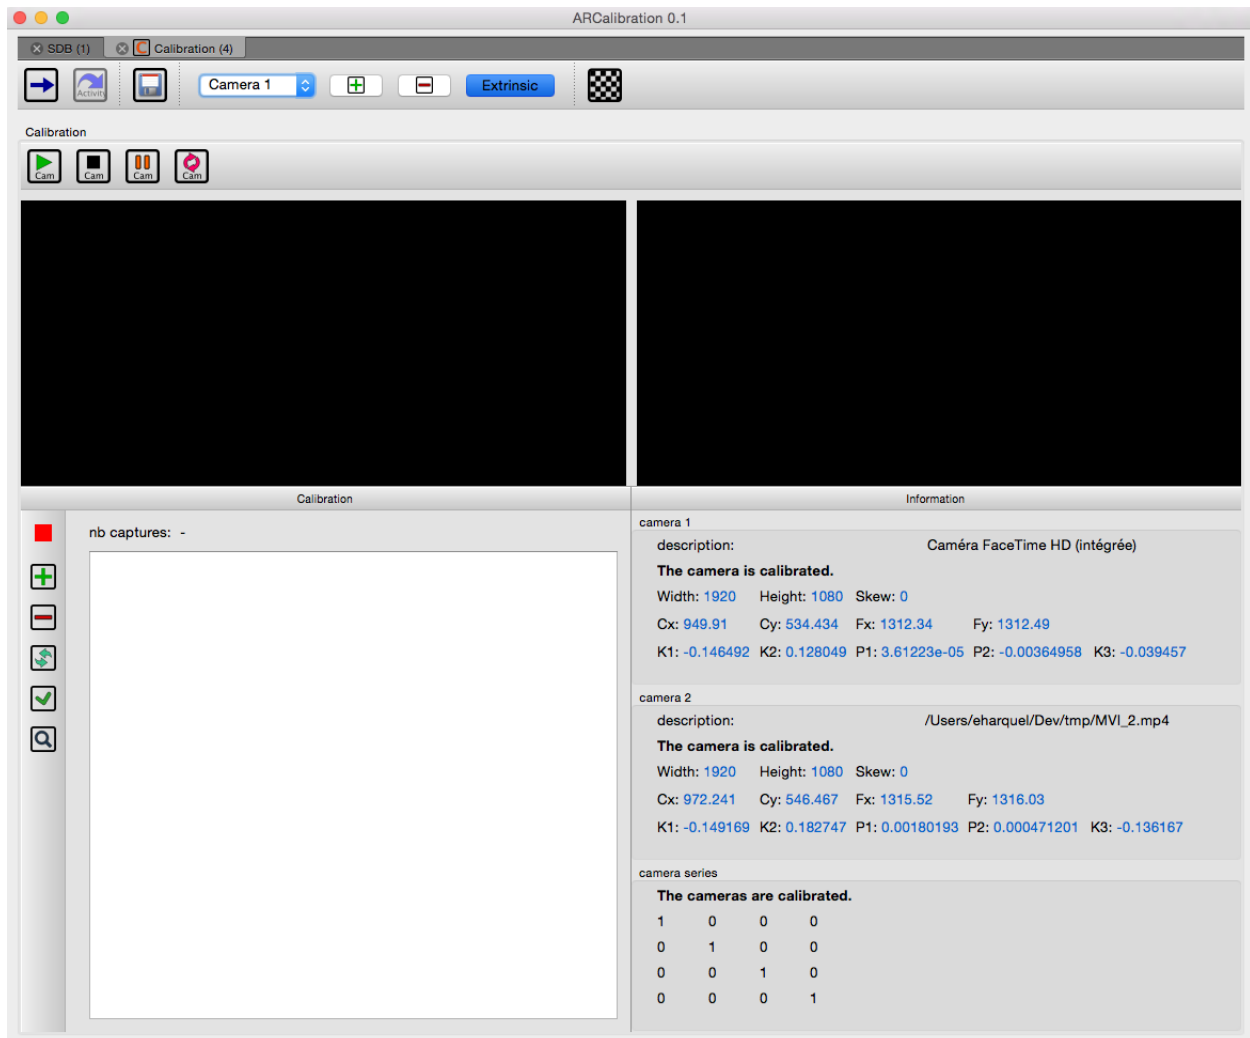 ARCalibration 0.1
SDB (1) Calibration (4)
Activity Camera 1 Extrinsic
Calibration
Cam Cam Cam Cam
Calibration Information
nb captures: -
camera 1
description: Caméra FaceTime HD (intégrée)
The camera is calibrated.
Width: 1920 Height: 1080 Skew: 0
Cx: 949.91 Cy: 534.434 Fx: 1312.34 Fy: 1312.49
K1: -0.146492 K2: 0.128049 P1: 3.61223e-05 P2: -0.00364958 K3: -0.039457
camera 2
description: /Users/eharquel/Dev/tmp/MVI_2.mp4
The camera is calibrated.
Width: 1920 Height: 1080 Skew: 0
Cx: 972.241 Cy: 546.467 Fx: 1315.52 Fy: 1316.03
K1: -0.149169 K2: 0.182747 P1: 0.00180193 P2: 0.000471201 K3: -0.136167
camera series
The cameras are calibrated.
1 0 0 0
0 1 0 0
0 0 1 0
0 0 0 1